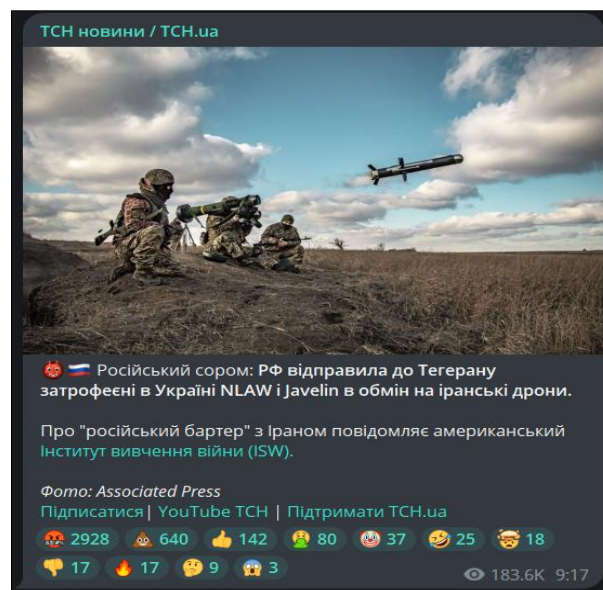 ТСН новини / ТСН.ua
👹 🇷🇺 Російський сором: РФ відправила до Тегерану
затрофеєні в Україні NLAW і Javelin в обмін на іранські дрони.
Про "російський бартер" з Іраном повідомляє американський
Інститут вивчення війни (ISW).
Фото: Associated Press
Підписатися| YouTube ТСН | Підтримати ТСН.ua
🤬 2928 💩 640 👍 142 🤮 80 🤡 37 🤣 25 🤯 18
👎 17 🔥 17 🤔 9 😱 3 183.6K 9:17